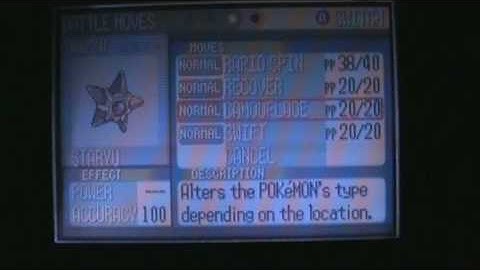 BATTLE MOVES
A SWITCH
MOVES
NORMAL RAPID SPIN PP 38/40
NORMAL RECOVER PP 20/20
NORMAL CAMOUFLAGE PP 20/20
NORMAL SWIFT PP 20/20
CANCEL
STARYU
EFFECT
POWER
ACCURACY 100
DESCRIPTION
Alters the POKéMON's type
depending on the location.